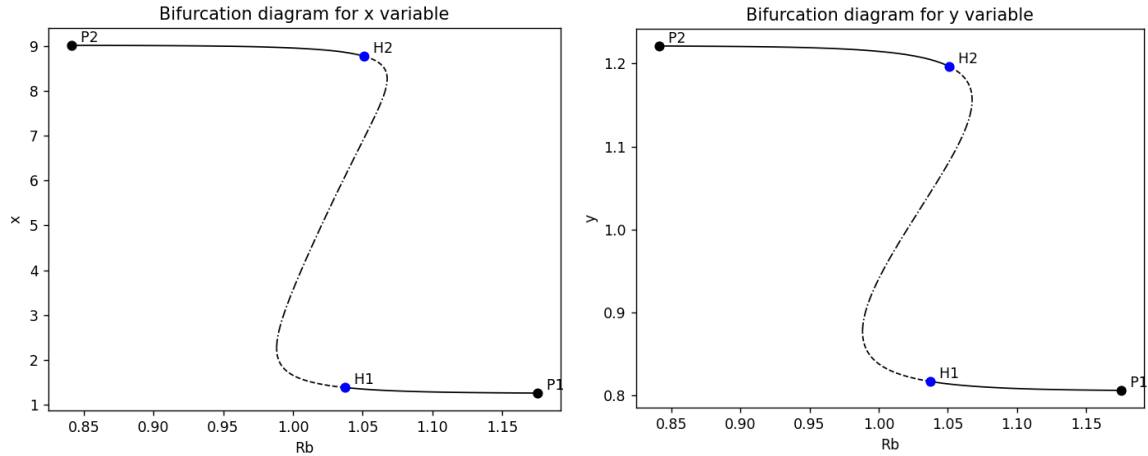 Bifurcation diagram for x variable
P2
H2
H1
P1
9
8
7
6
5
4
3
2
1
x
0.85 0.90 0.95 1.00 1.05 1.10 1.15
Rb
Bifurcation diagram for y variable
P2
H2
H1
P1
1.2
1.1
1.0
0.9
0.8
y
0.85 0.90 0.95 1.00 1.05 1.10 1.15
Rb